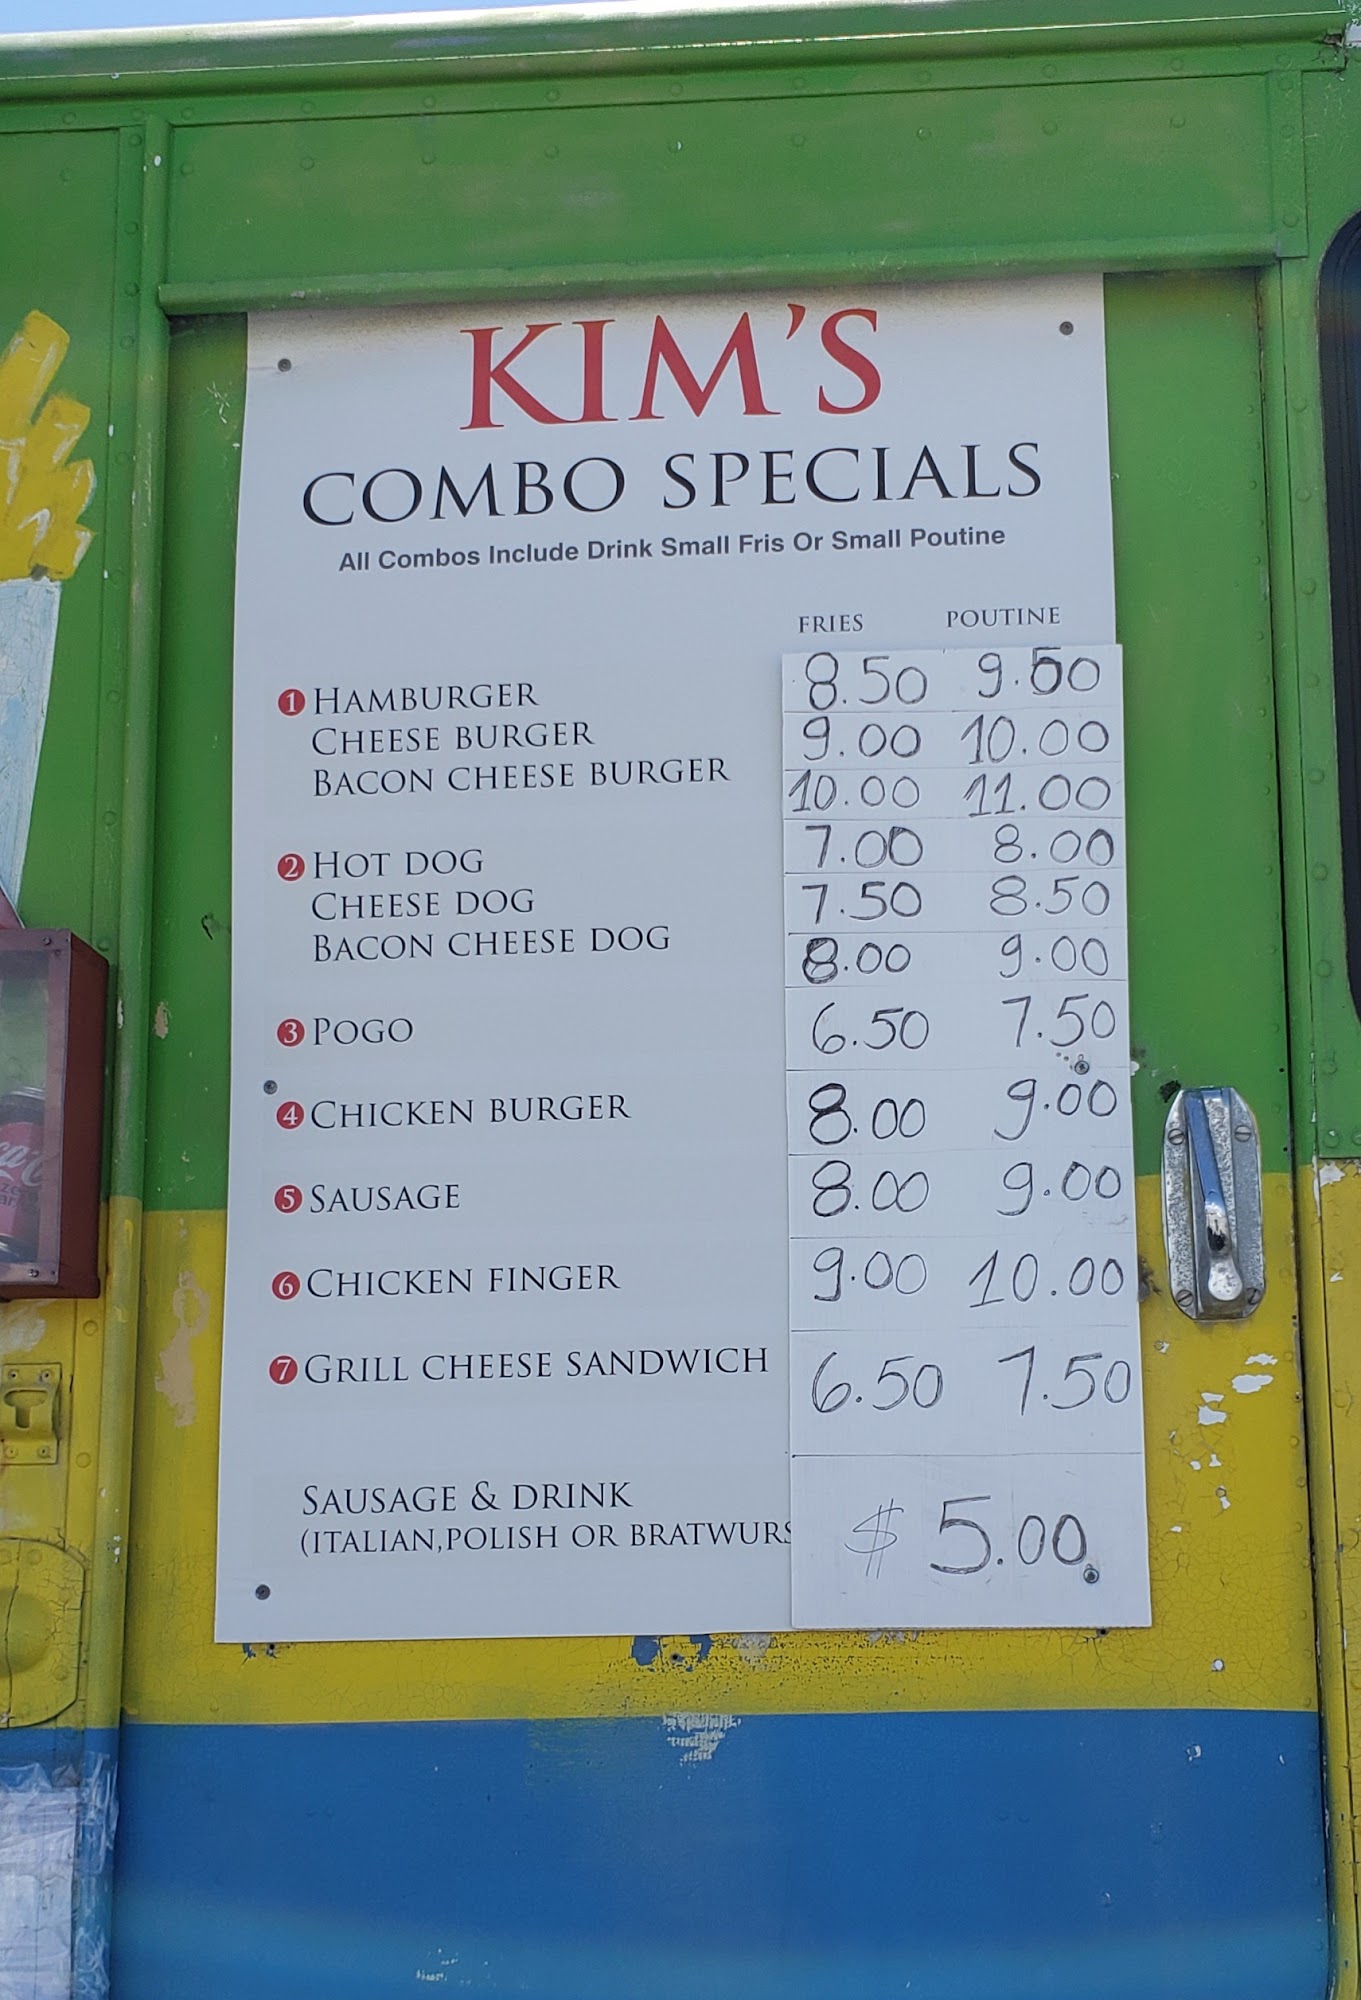 KIM'S
COMBO SPECIALS
All Combos Include Drink Small Fris Or Small Poutine
FRIES POUTINE
1 HAMBURGER 8.50 9.50
CHEESE BURGER 9.00 10.00
BACON CHEESE BURGER 10.00 11.00
2 HOT DOG 7.00 8.00
CHEESE DOG 7.50 8.50
BACON CHEESE DOG 8.00 9.00
3 POGO 6.50 7.50
4 CHICKEN BURGER 8.00 9.00
5 SAUSAGE 8.00 9.00
6 CHICKEN FINGER 9.00 10.00
7 GRILL CHEESE SANDWICH 6.50 7.50
SAUSAGE & DRINK
(ITALIAN,POLISH OR BRATWURS $ 5.00